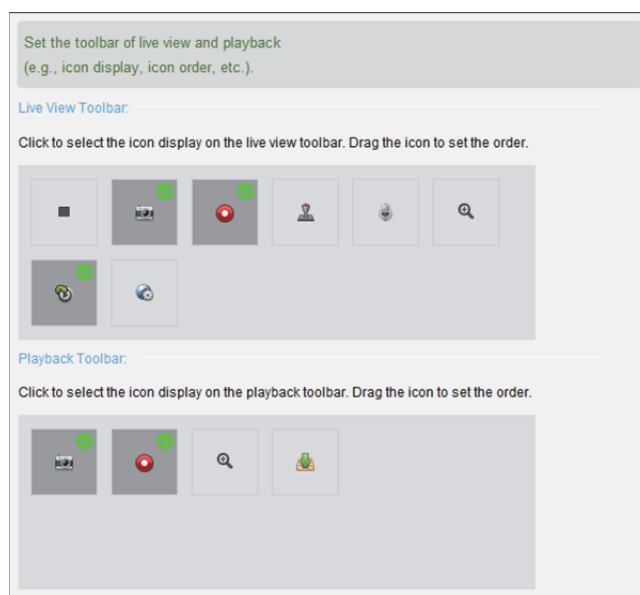 Set the toolbar of live view and playback
(e.g., icon display, icon order, etc.).
Live View Toolbar:
Click to select the icon display on the live view toolbar. Drag the icon to set the order.
Playback Toolbar:
Click to select the icon display on the playback toolbar. Drag the icon to set the order.